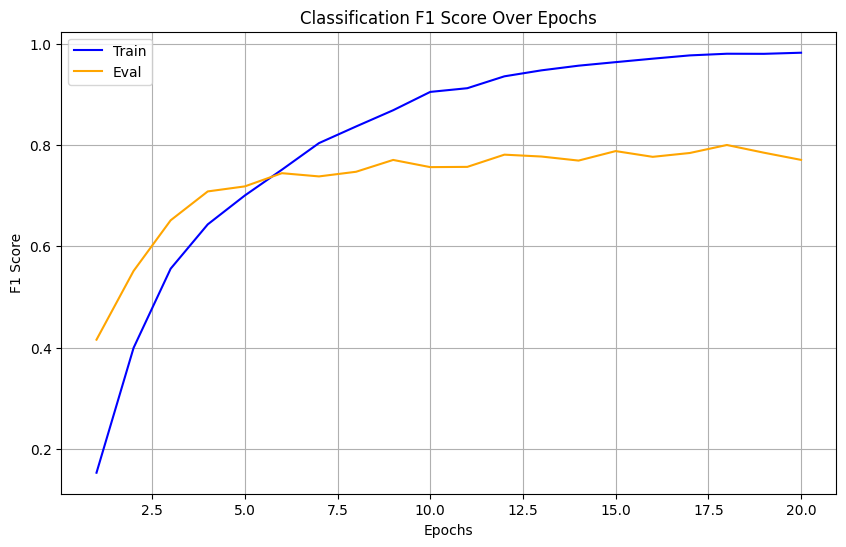 Classification F1 Score Over Epochs
Train
Eval
F1 Score
1.0
0.8
0.6
0.4
0.2
2.5 5.0 7.5 10.0 12.5 15.0 17.5 20.0
Epochs